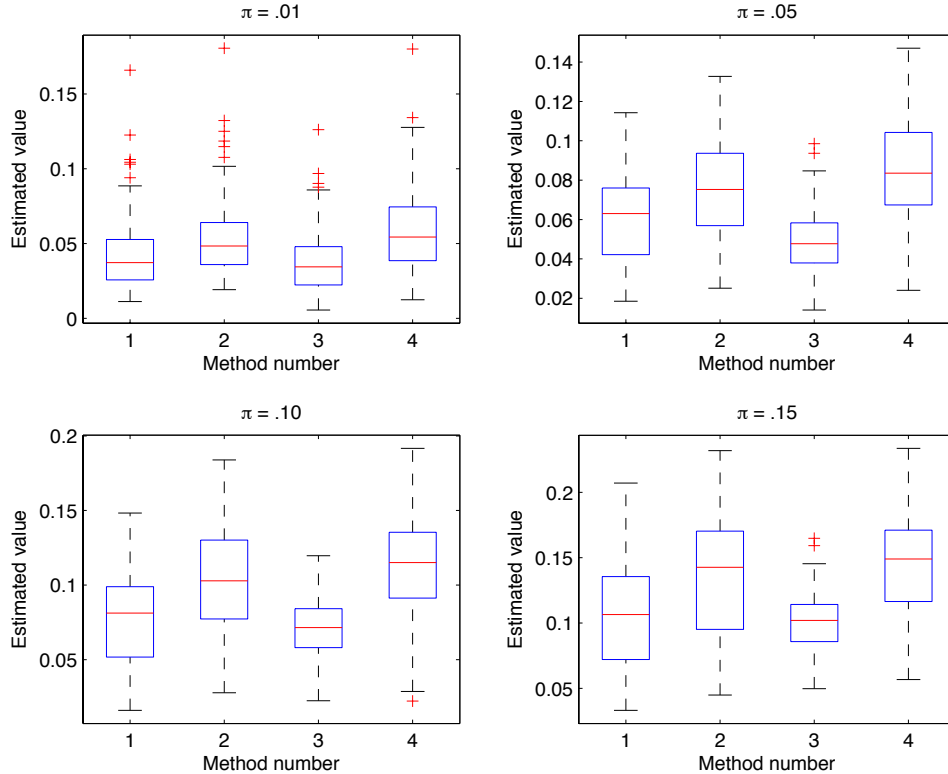 π = .01
Estimated value
0.15
0.1
0.05
0
1 2 3 4
Method number
π = .05
Estimated value
0.14
0.12
0.1
0.08
0.06
0.04
0.02
1 2 3 4
Method number
π = .10
Estimated value
0.2
0.15
0.1
0.05
1 2 3 4
Method number
π = .15
Estimated value
0.2
0.15
0.1
0.05
1 2 3 4
Method number